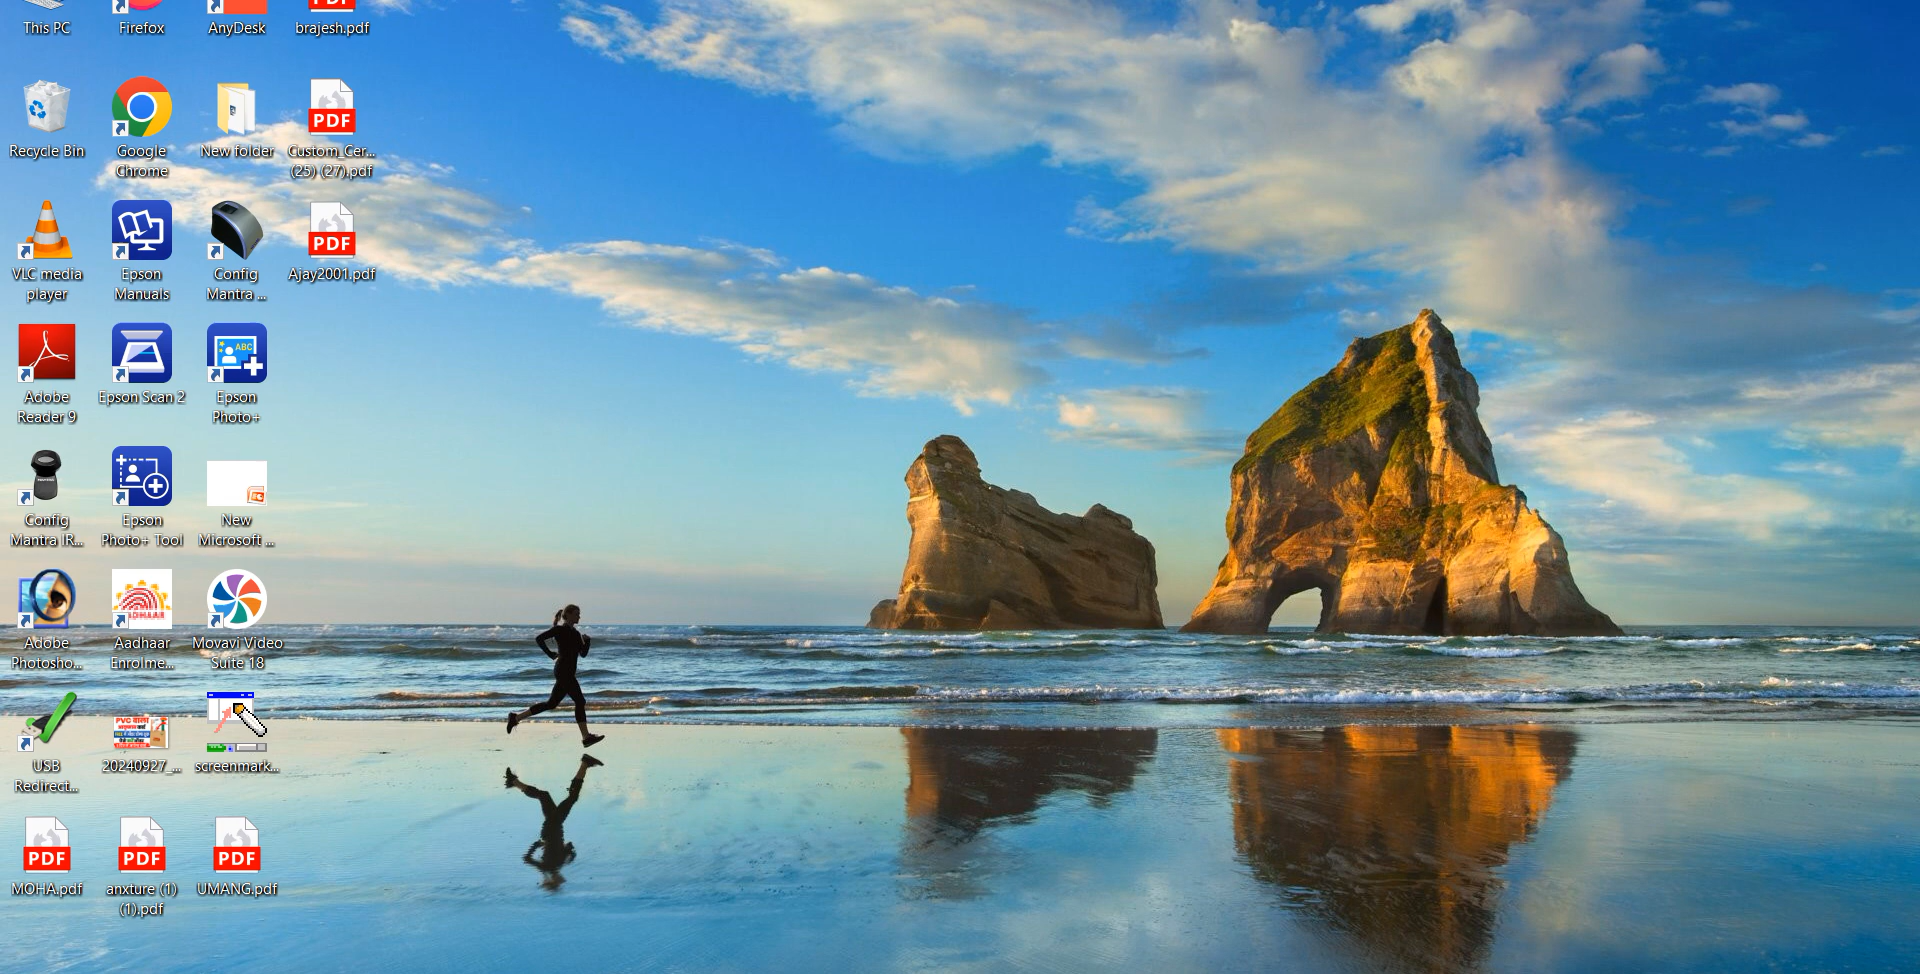 This PC
Firefox
AnyDesk
brajesh.pdf
Recycle Bin
Google
Chrome
New folder
PDF
Custom_Cer...
(25) (27).pdf
VLC media
player
Epson
Manuals
Config
Mantra ...
PDF
Ajay2001.pdf
Adobe
Reader 9
Epson Scan 2
ABC
Epson
Photo+
Config
Mantra IR...
Epson
Photo+ Tool
New
Microsoft ...
Adobe
Photosho...
AADHAAR
Aadhaar
Enrolme...
Movavi Video
Suite 18
USB
Redirect...
PVC वाला
20240927_...
screenmark...
PDF
MOHA.pdf
PDF
anxture (1)
(1).pdf
PDF
UMANG.pdf